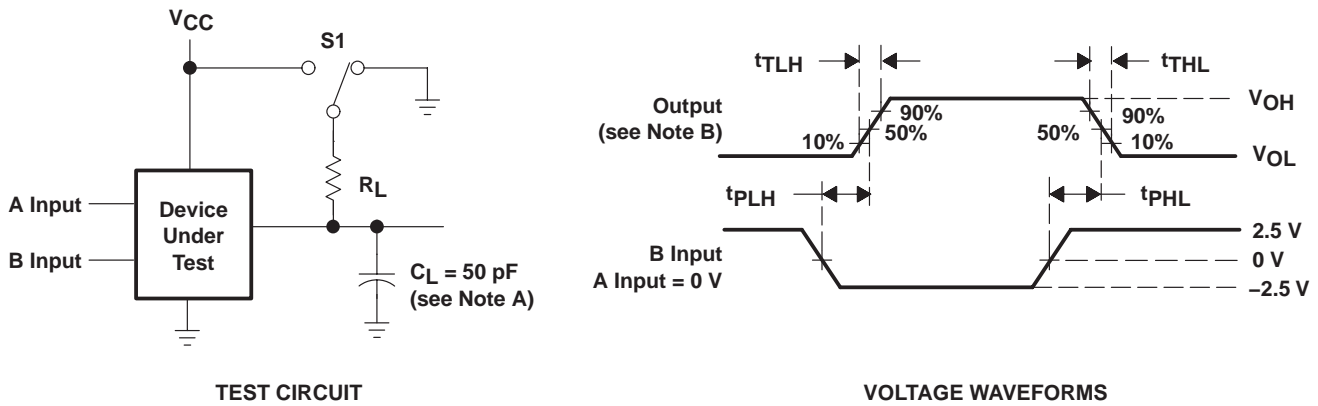 VCC
S1
A Input
B Input
Device
Under
Test
RL
CL = 50 pF
(see Note A)
TEST CIRCUIT
tTLH
tTHL
Output
(see Note B)
90%
50%
10%
50%
90%
10%
VOH
VOL
tPLH
tPHL
B Input
A Input = 0 V
2.5 V
0 V
–2.5 V
VOLTAGE WAVEFORMS